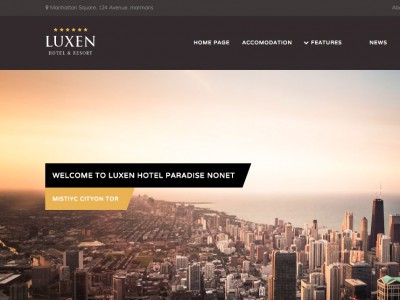 Manhattan Square, 124 Avenue, marmaris
LUXEN
HOTEL & RESORT
HOME PAGE ACCOMODATION FEATURES NEWS
WELCOME TO LUXEN HOTEL PARADISE NONET
MISTIYC CITYON TOR